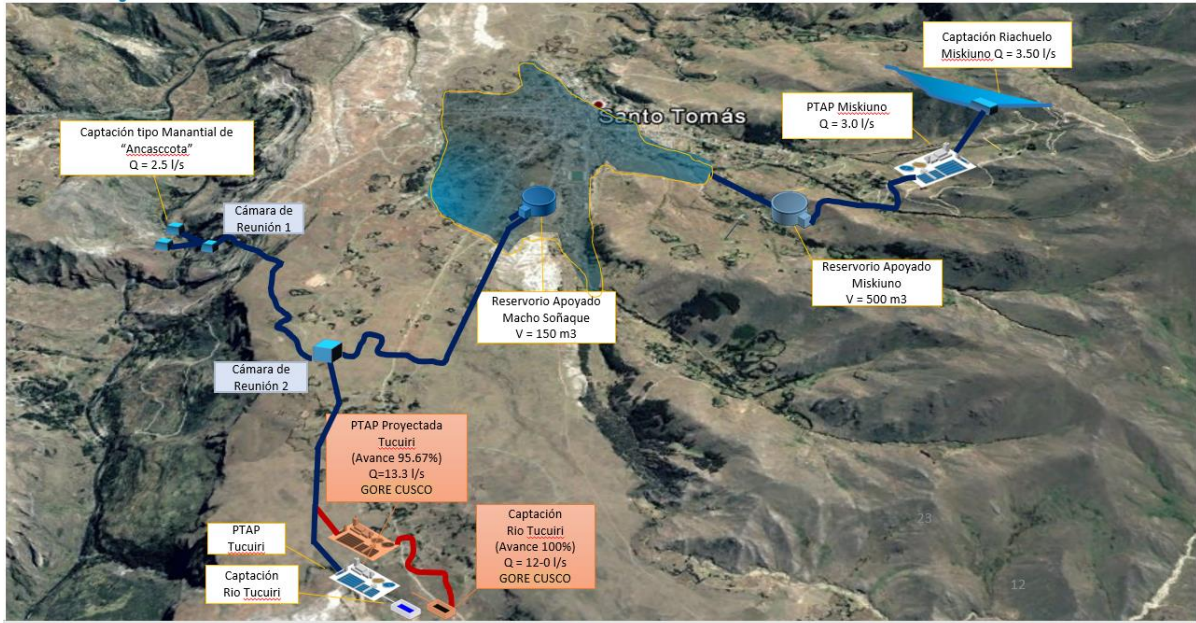 Captación Riachuelo
Miskiuno Q = 3.50 l/s
PTAP Miskiuno
Q = 3.0 l/s
Santo Tomás
Captación tipo Manantial de
“Ancasccota”
Q = 2.5 l/s
Cámara de
Reunión 1
Reservorio Apoyado
Miskiuno
V = 500 m3
Reservorio Apoyado
Macho Soñaque
V = 150 m3
Cámara de
Reunión 2
PTAP Proyectada
Tucuiri
(Avance 95.67%)
Q=13.3 l/s
GORE CUSCO
Captación
Rio Tucuiri
(Avance 100%)
Q = 12-0 l/s
GORE CUSCO
PTAP
Tucuiri
Captación
Rio Tucuiri
23
12